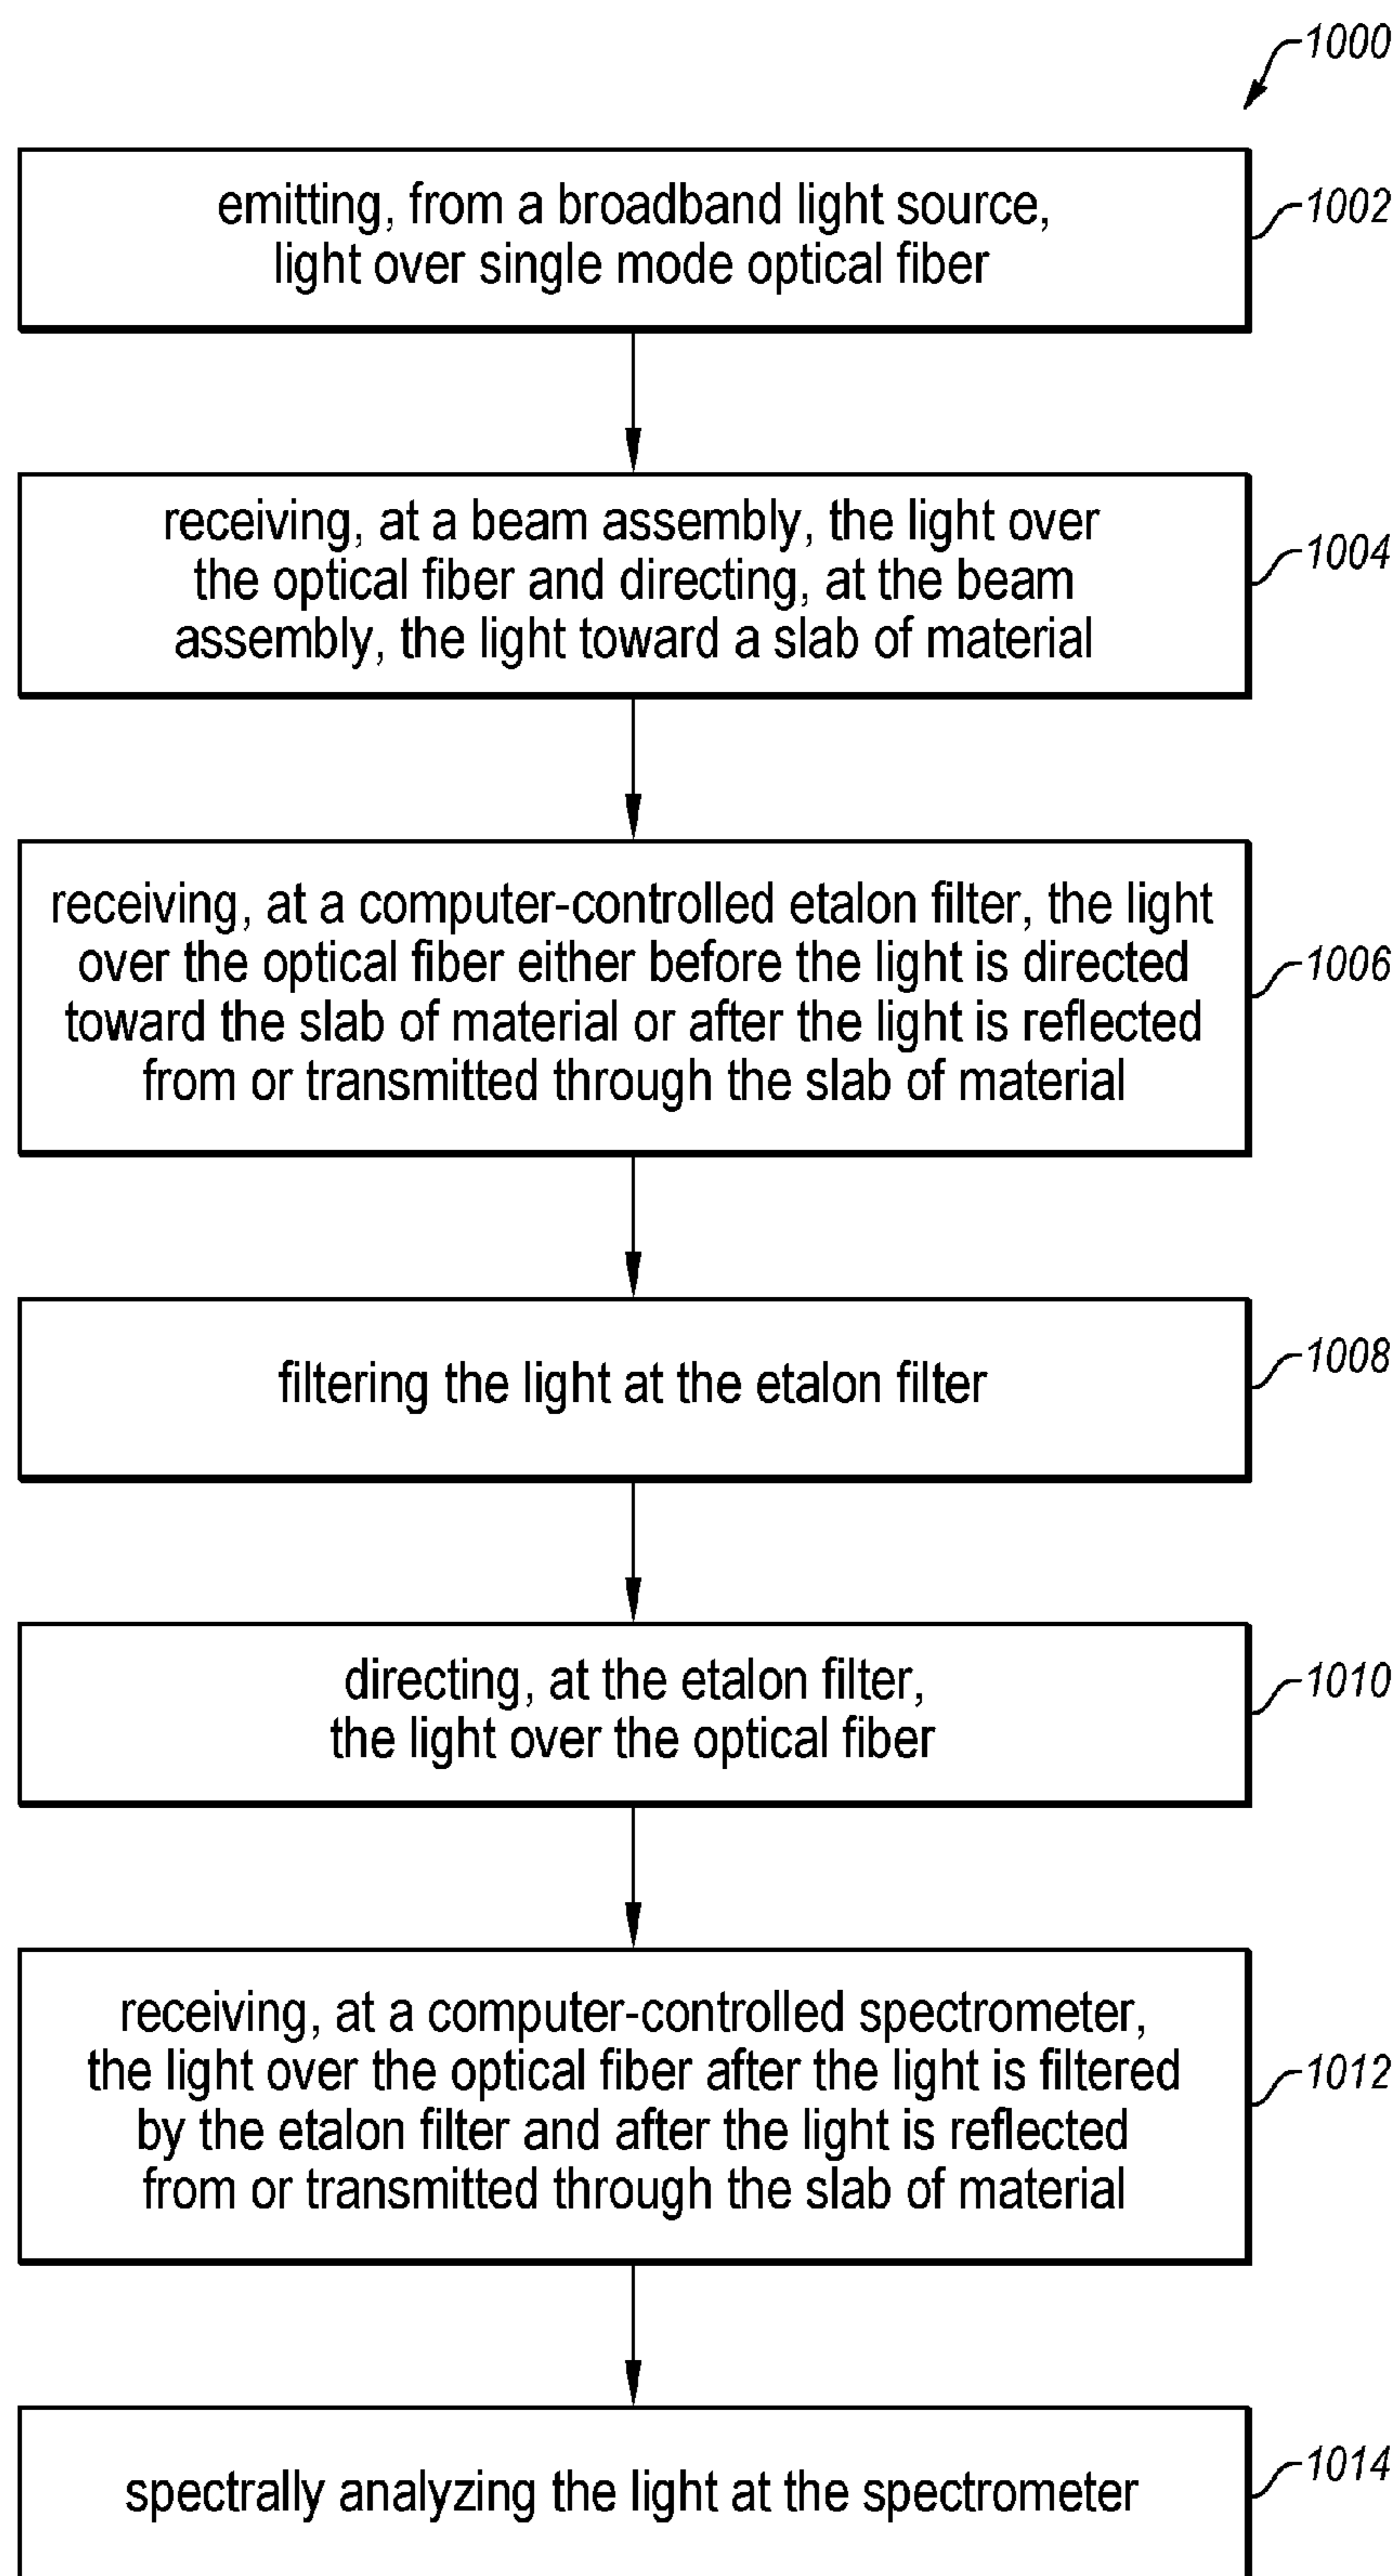 1000
emitting, from a broadband light source,
light over single mode optical fiber
1002
receiving, at a beam assembly, the light over
the optical fiber and directing, at the beam
assembly, the light toward a slab of material
1004
receiving, at a computer-controlled etalon filter, the light
over the optical fiber either before the light is directed
toward the slab of material or after the light is reflected
from or transmitted through the slab of material
1006
filtering the light at the etalon filter
1008
directing, at the etalon filter,
the light over the optical fiber
1010
receiving, at a computer-controlled spectrometer,
the light over the optical fiber after the light is filtered
by the etalon filter and after the light is reflected
from or transmitted through the slab of material
1012
spectrally analyzing the light at the spectrometer
1014